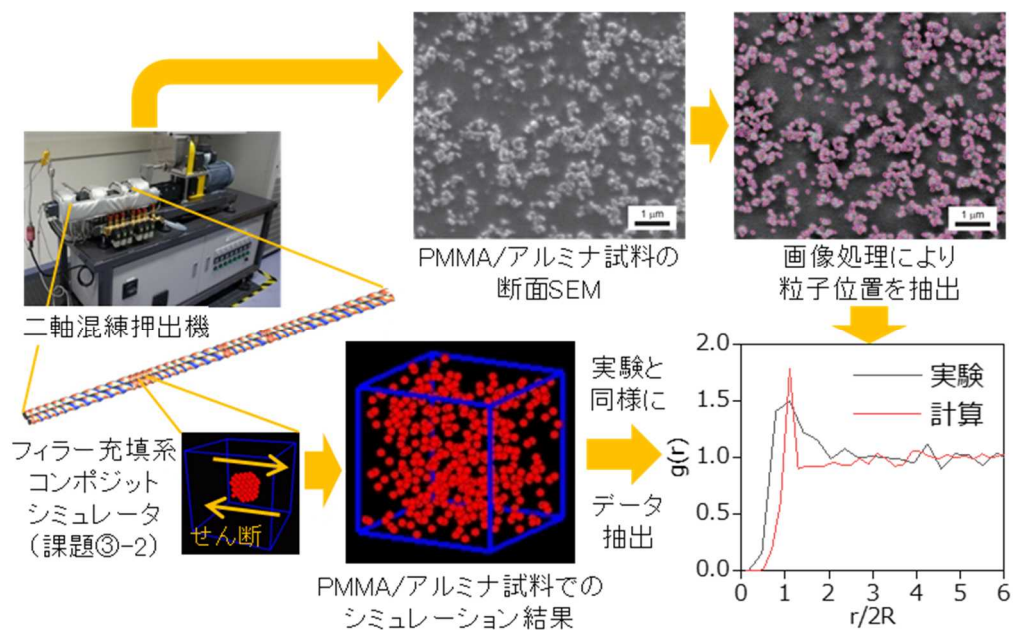 1 μm
1 μm
PMMA/アルミナ試料の
断面SEM
画像処理により
粒子位置を抽出
二軸混練押出機
フィラー充填系
コンポジット
シミュレータ
(課題③-2)
せん断
PMMA/アルミナ試料での
シミュレーション結果
実験と
同様に
データ
抽出
2.0
1.5
1.0
0.5
0.0
g(r)
実験
計算
0 1 2 3 4 5 6
r/2R